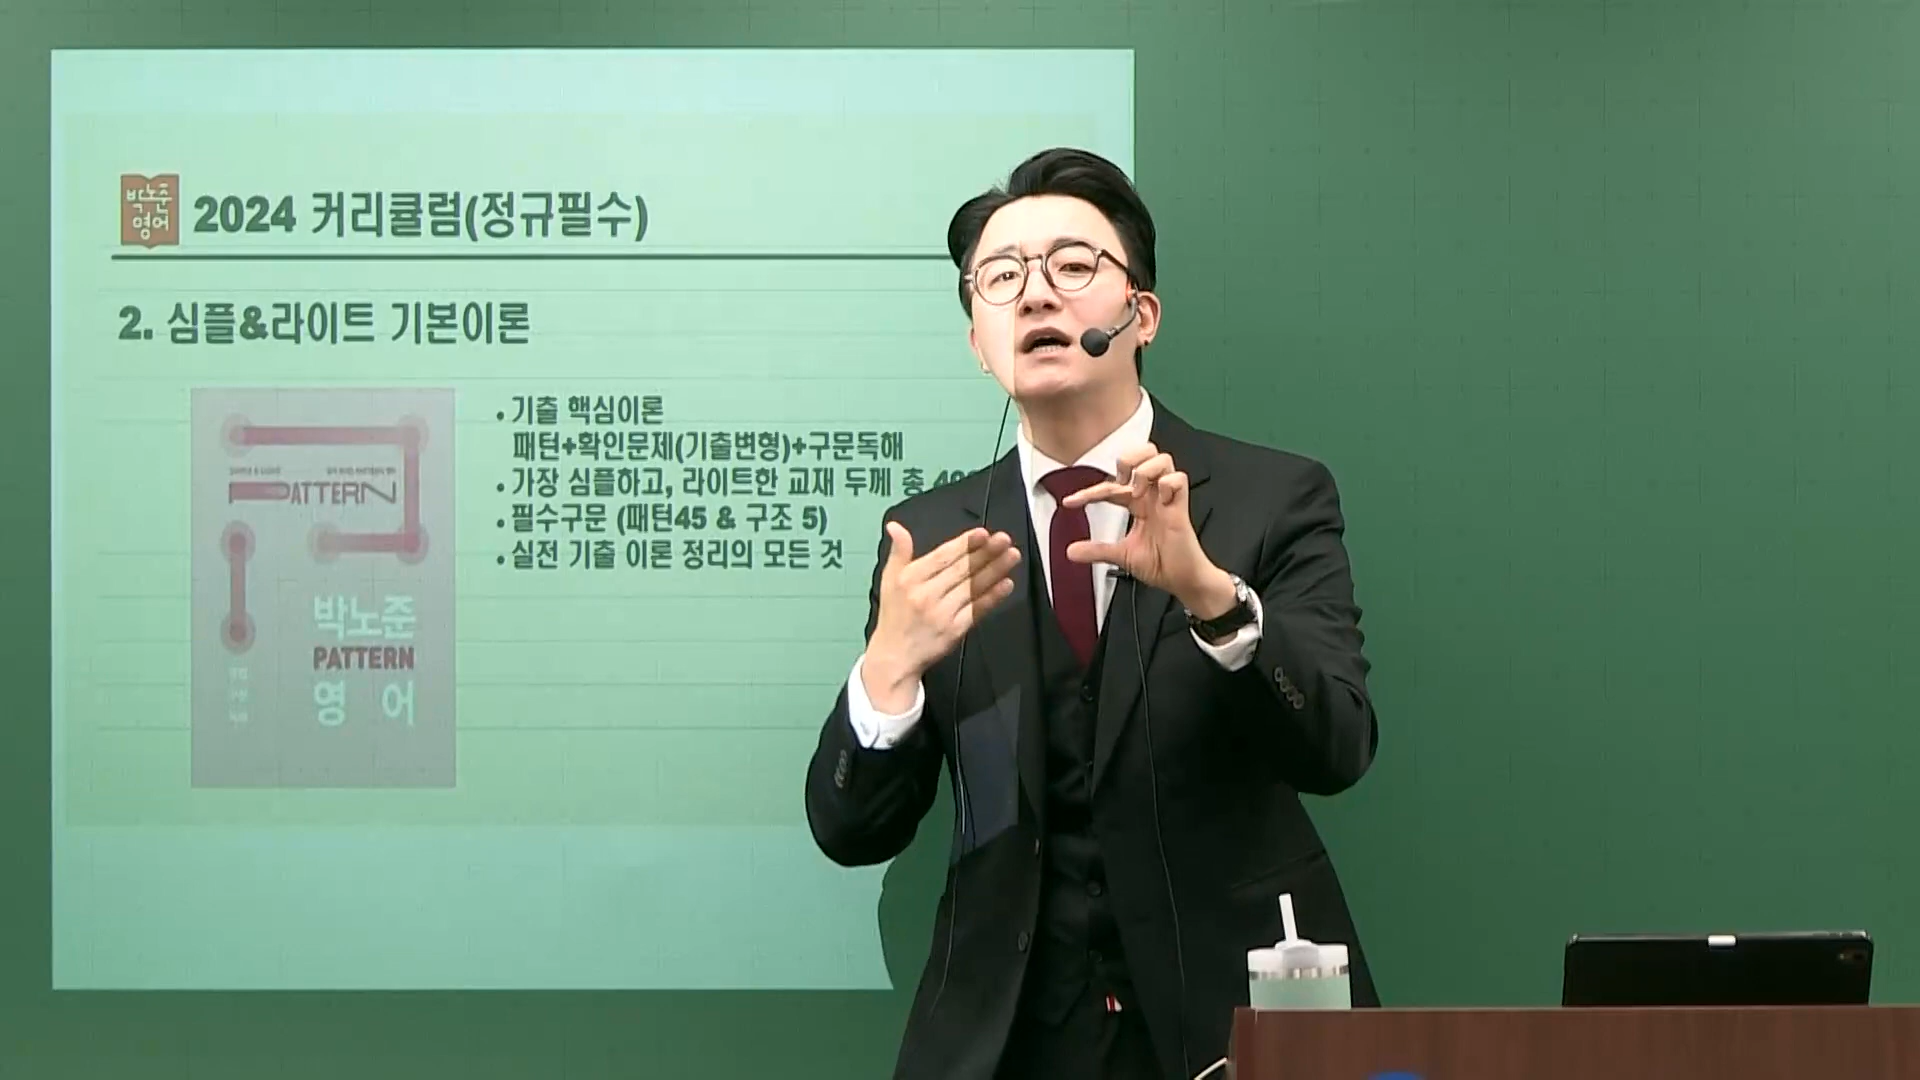 박노준
영어
2024 커리큘럼(정규필수)
2. 심플&라이트 기본이론
• 기출 핵심이론
패턴+확인문제(기출변형)+구문독해
• 가장 심플하고, 라이트한 교재 두께 총
• 필수구문 (패턴45 & 구조 5)
• 실전 기출 이론 정리의 모든 것
PATTERN
박노준
PATTERN
영 어